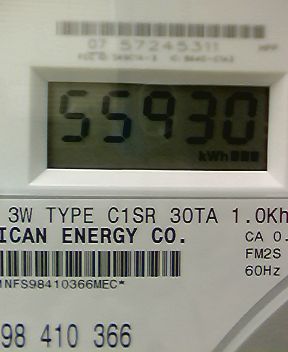 07 57245311
55930
kWh
3W TYPE C1SR 30TA 1.0Kh
ICAN ENERGY CO.
CA 0.
FM2S
60Hz
MNFS98410366MEC*
98 410 366